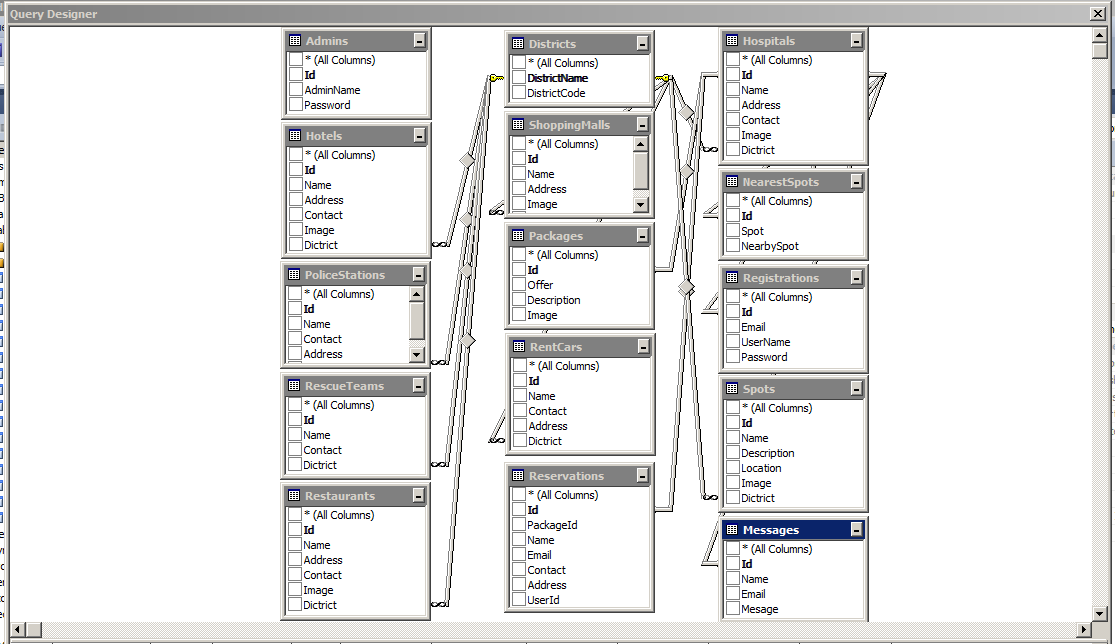 Query Designer
Admins
* (All Columns)
Id
AdminName
Password
Hotels
* (All Columns)
Id
Name
Address
Contact
Image
Dictrict
PoliceStations
* (All Columns)
Id
Name
Contact
Address
RescueTeams
* (All Columns)
Id
Name
Contact
Dictrict
Restaurants
* (All Columns)
Id
Name
Address
Contact
Image
Dictrict
Districts
* (All Columns)
DistrictName
DistrictCode
ShoppingMalls
* (All Columns)
Id
Name
Address
Image
Packages
* (All Columns)
Id
Offer
Description
Image
RentCars
* (All Columns)
Id
Name
Contact
Address
Dictrict
Reservations
* (All Columns)
Id
PackageId
Name
Email
Contact
Address
UserId
Hospitals
* (All Columns)
Id
Name
Address
Contact
Image
Dictrict
NearestSpots
* (All Columns)
Id
Spot
NearbySpot
Registrations
* (All Columns)
Id
Email
UserName
Password
Spots
* (All Columns)
Id
Name
Description
Location
Image
Dictrict
Messages
* (All Columns)
Id
Name
Email
Mesage